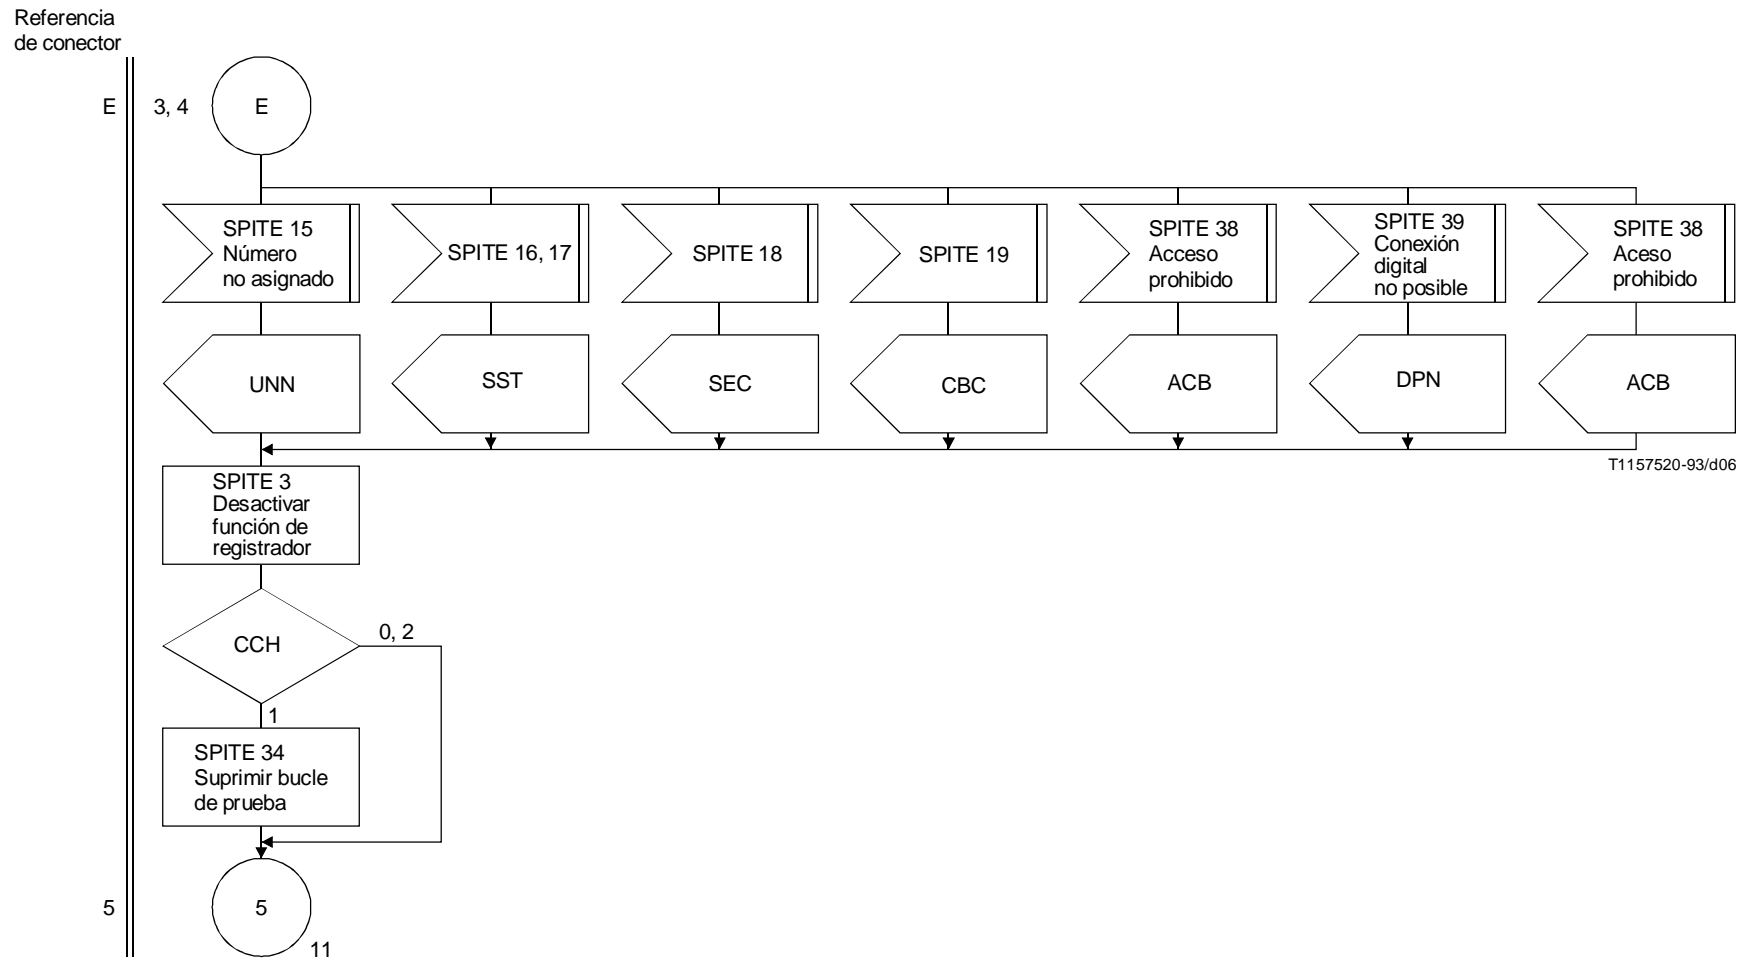 Referencia
de conector
E
3, 4
E
SPITE 15
Número
no asignado
SPITE 16, 17
SPITE 18
SPITE 19
SPITE 38
Acceso
prohibido
SPITE 39
Conexión
digital
no posible
SPITE 38
Aceso
prohibido
UNN
SST
SEC
CBC
ACB
DPN
ACB
T1157520-93/d06
SPITE 3
Desactivar
función de
registrador
CCH
0, 2
1
SPITE 34
Suprimir bucle
de prueba
5
5
11